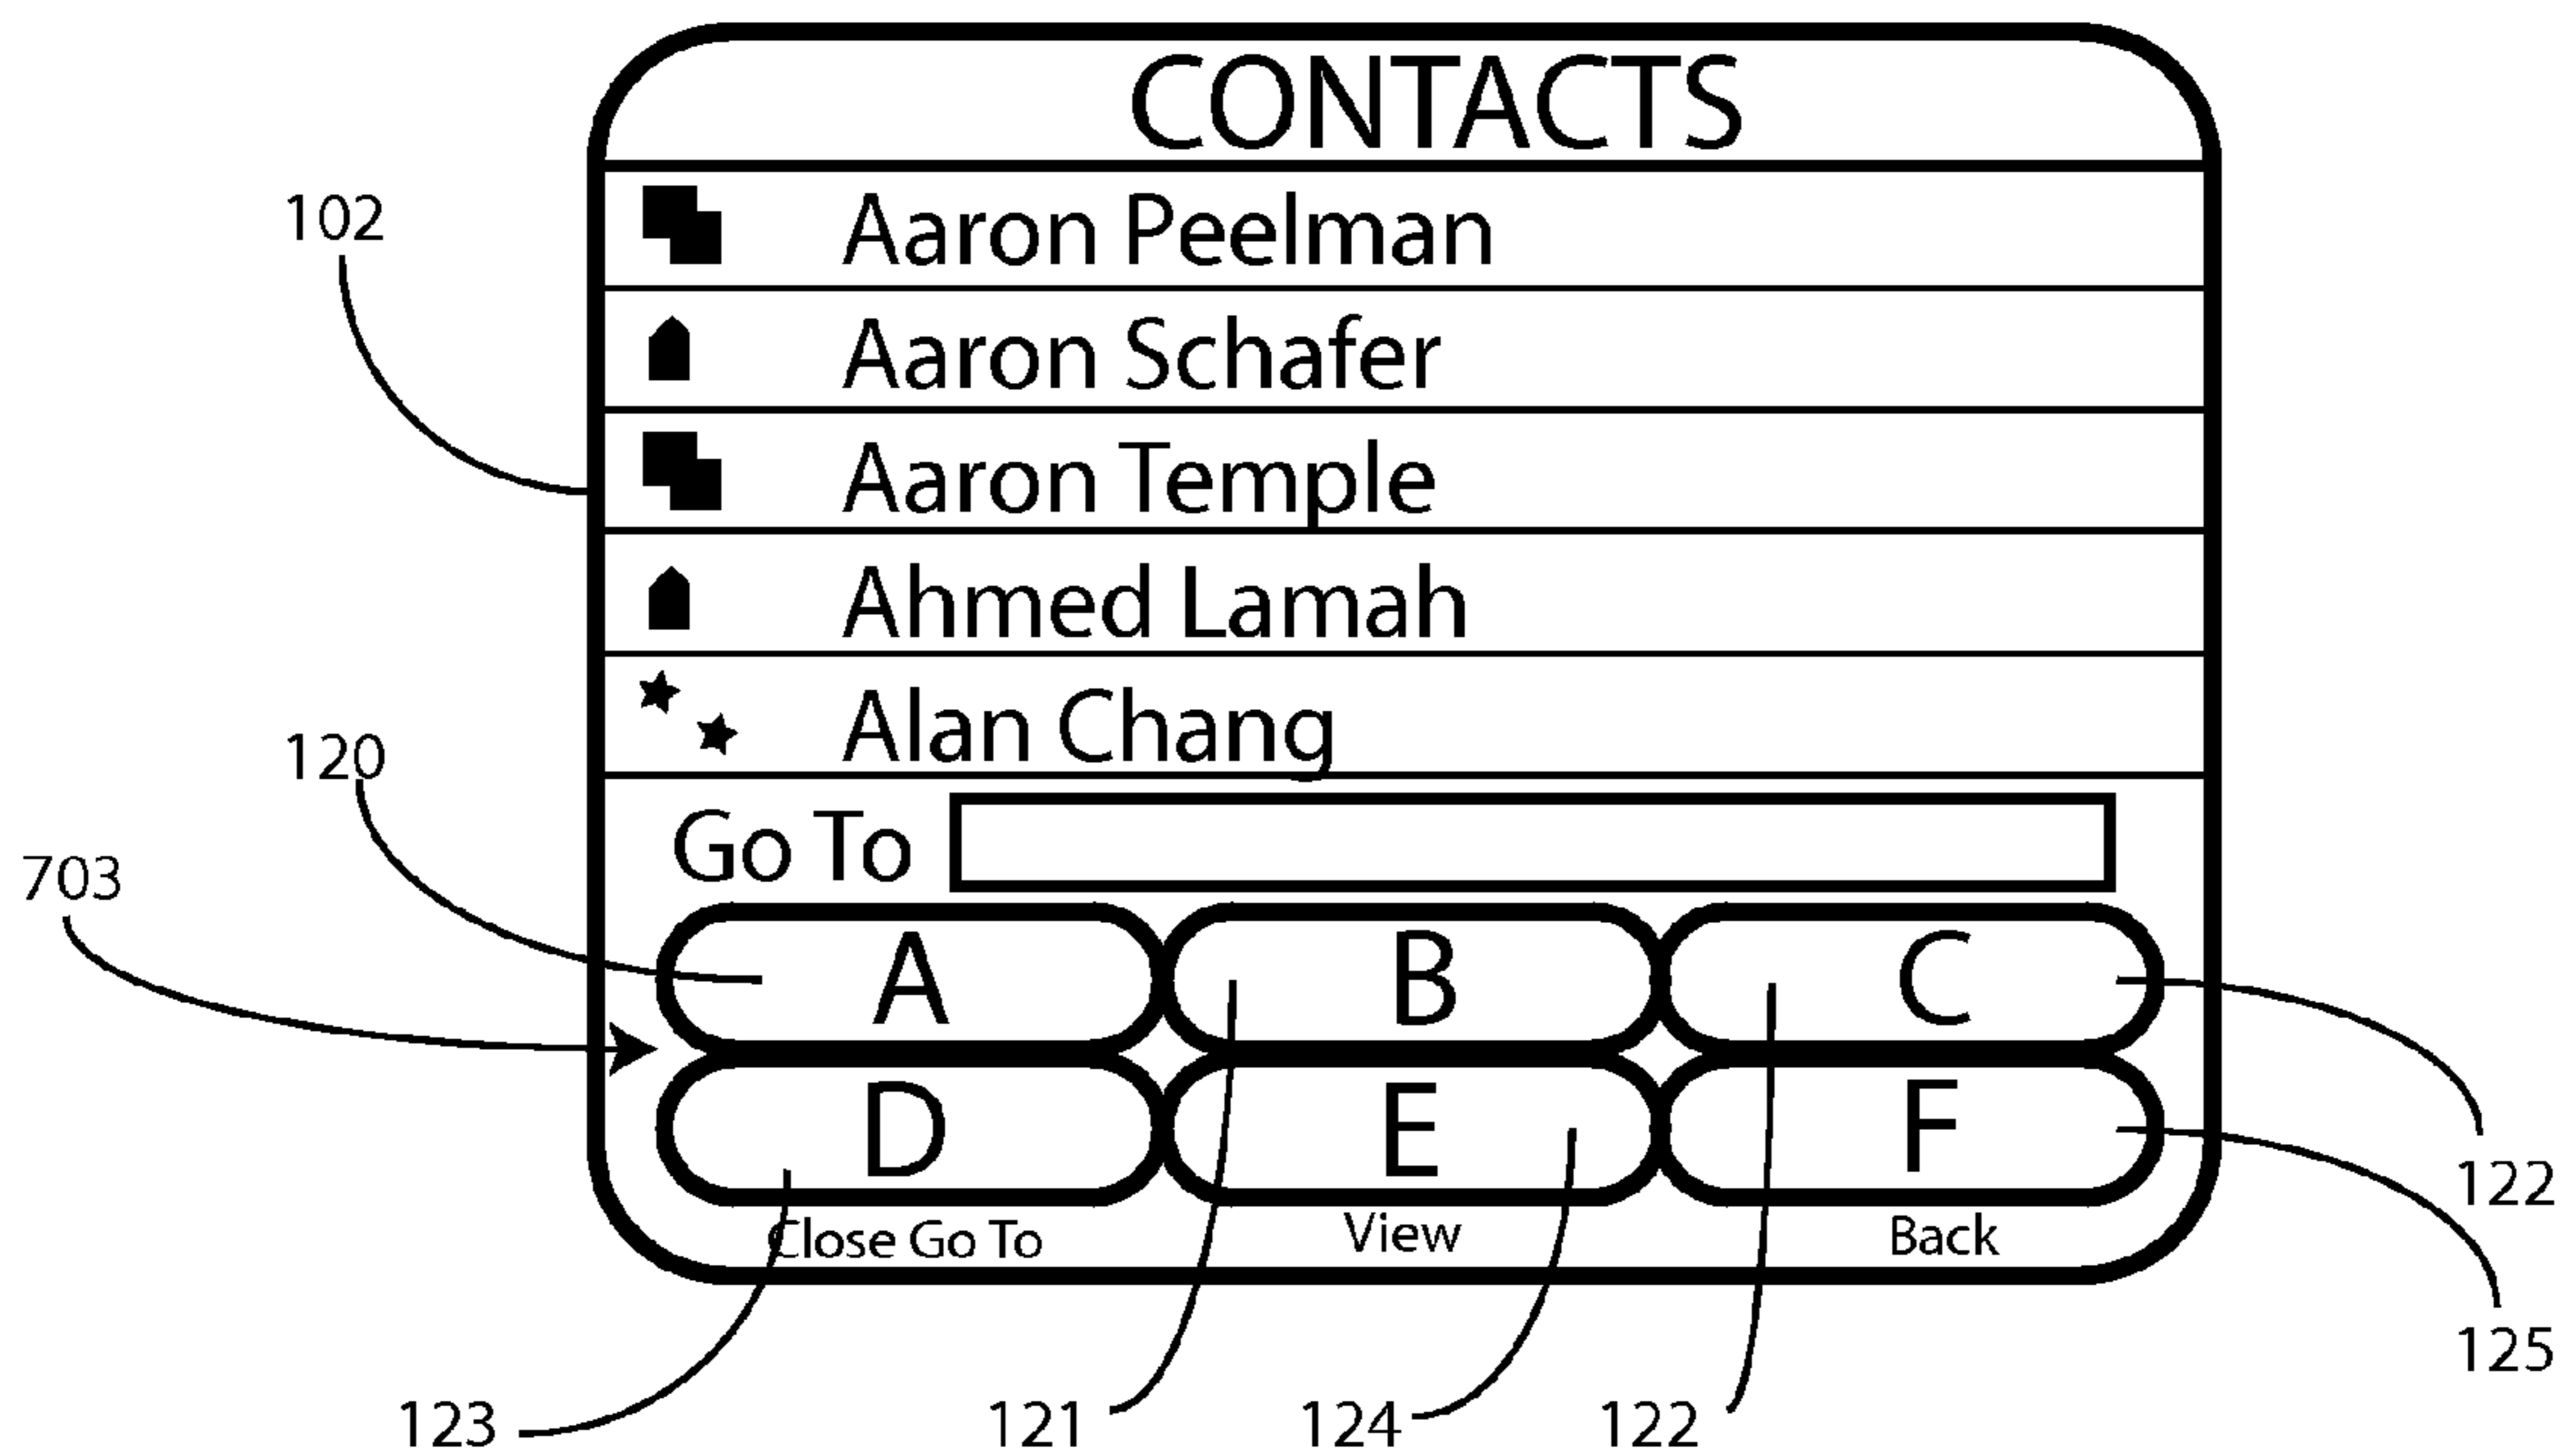 CONTACTS
102
Aaron Peelman
Aaron Schafer
Aaron Temple
Ahmed Lamah
120
Alan Chang
703
Go To
A B C
D E F
122
Close Go To View Back
125
123 121 124 122